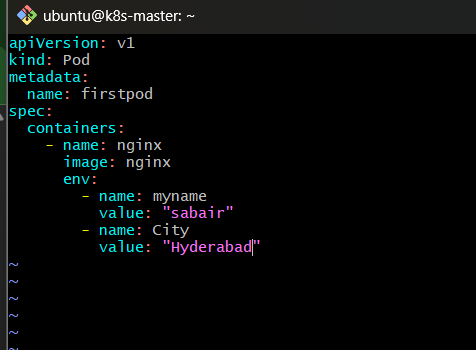 ubuntu@k8s-master: ~
apiVersion: v1
kind: Pod
metadata:
  name: firstpod
spec:
  containers:
    - name: nginx
      image: nginx
      env:
        - name: myname
          value: "sabair"
        - name: City
          value: "Hyderabad"
~
~
~
~
~
~